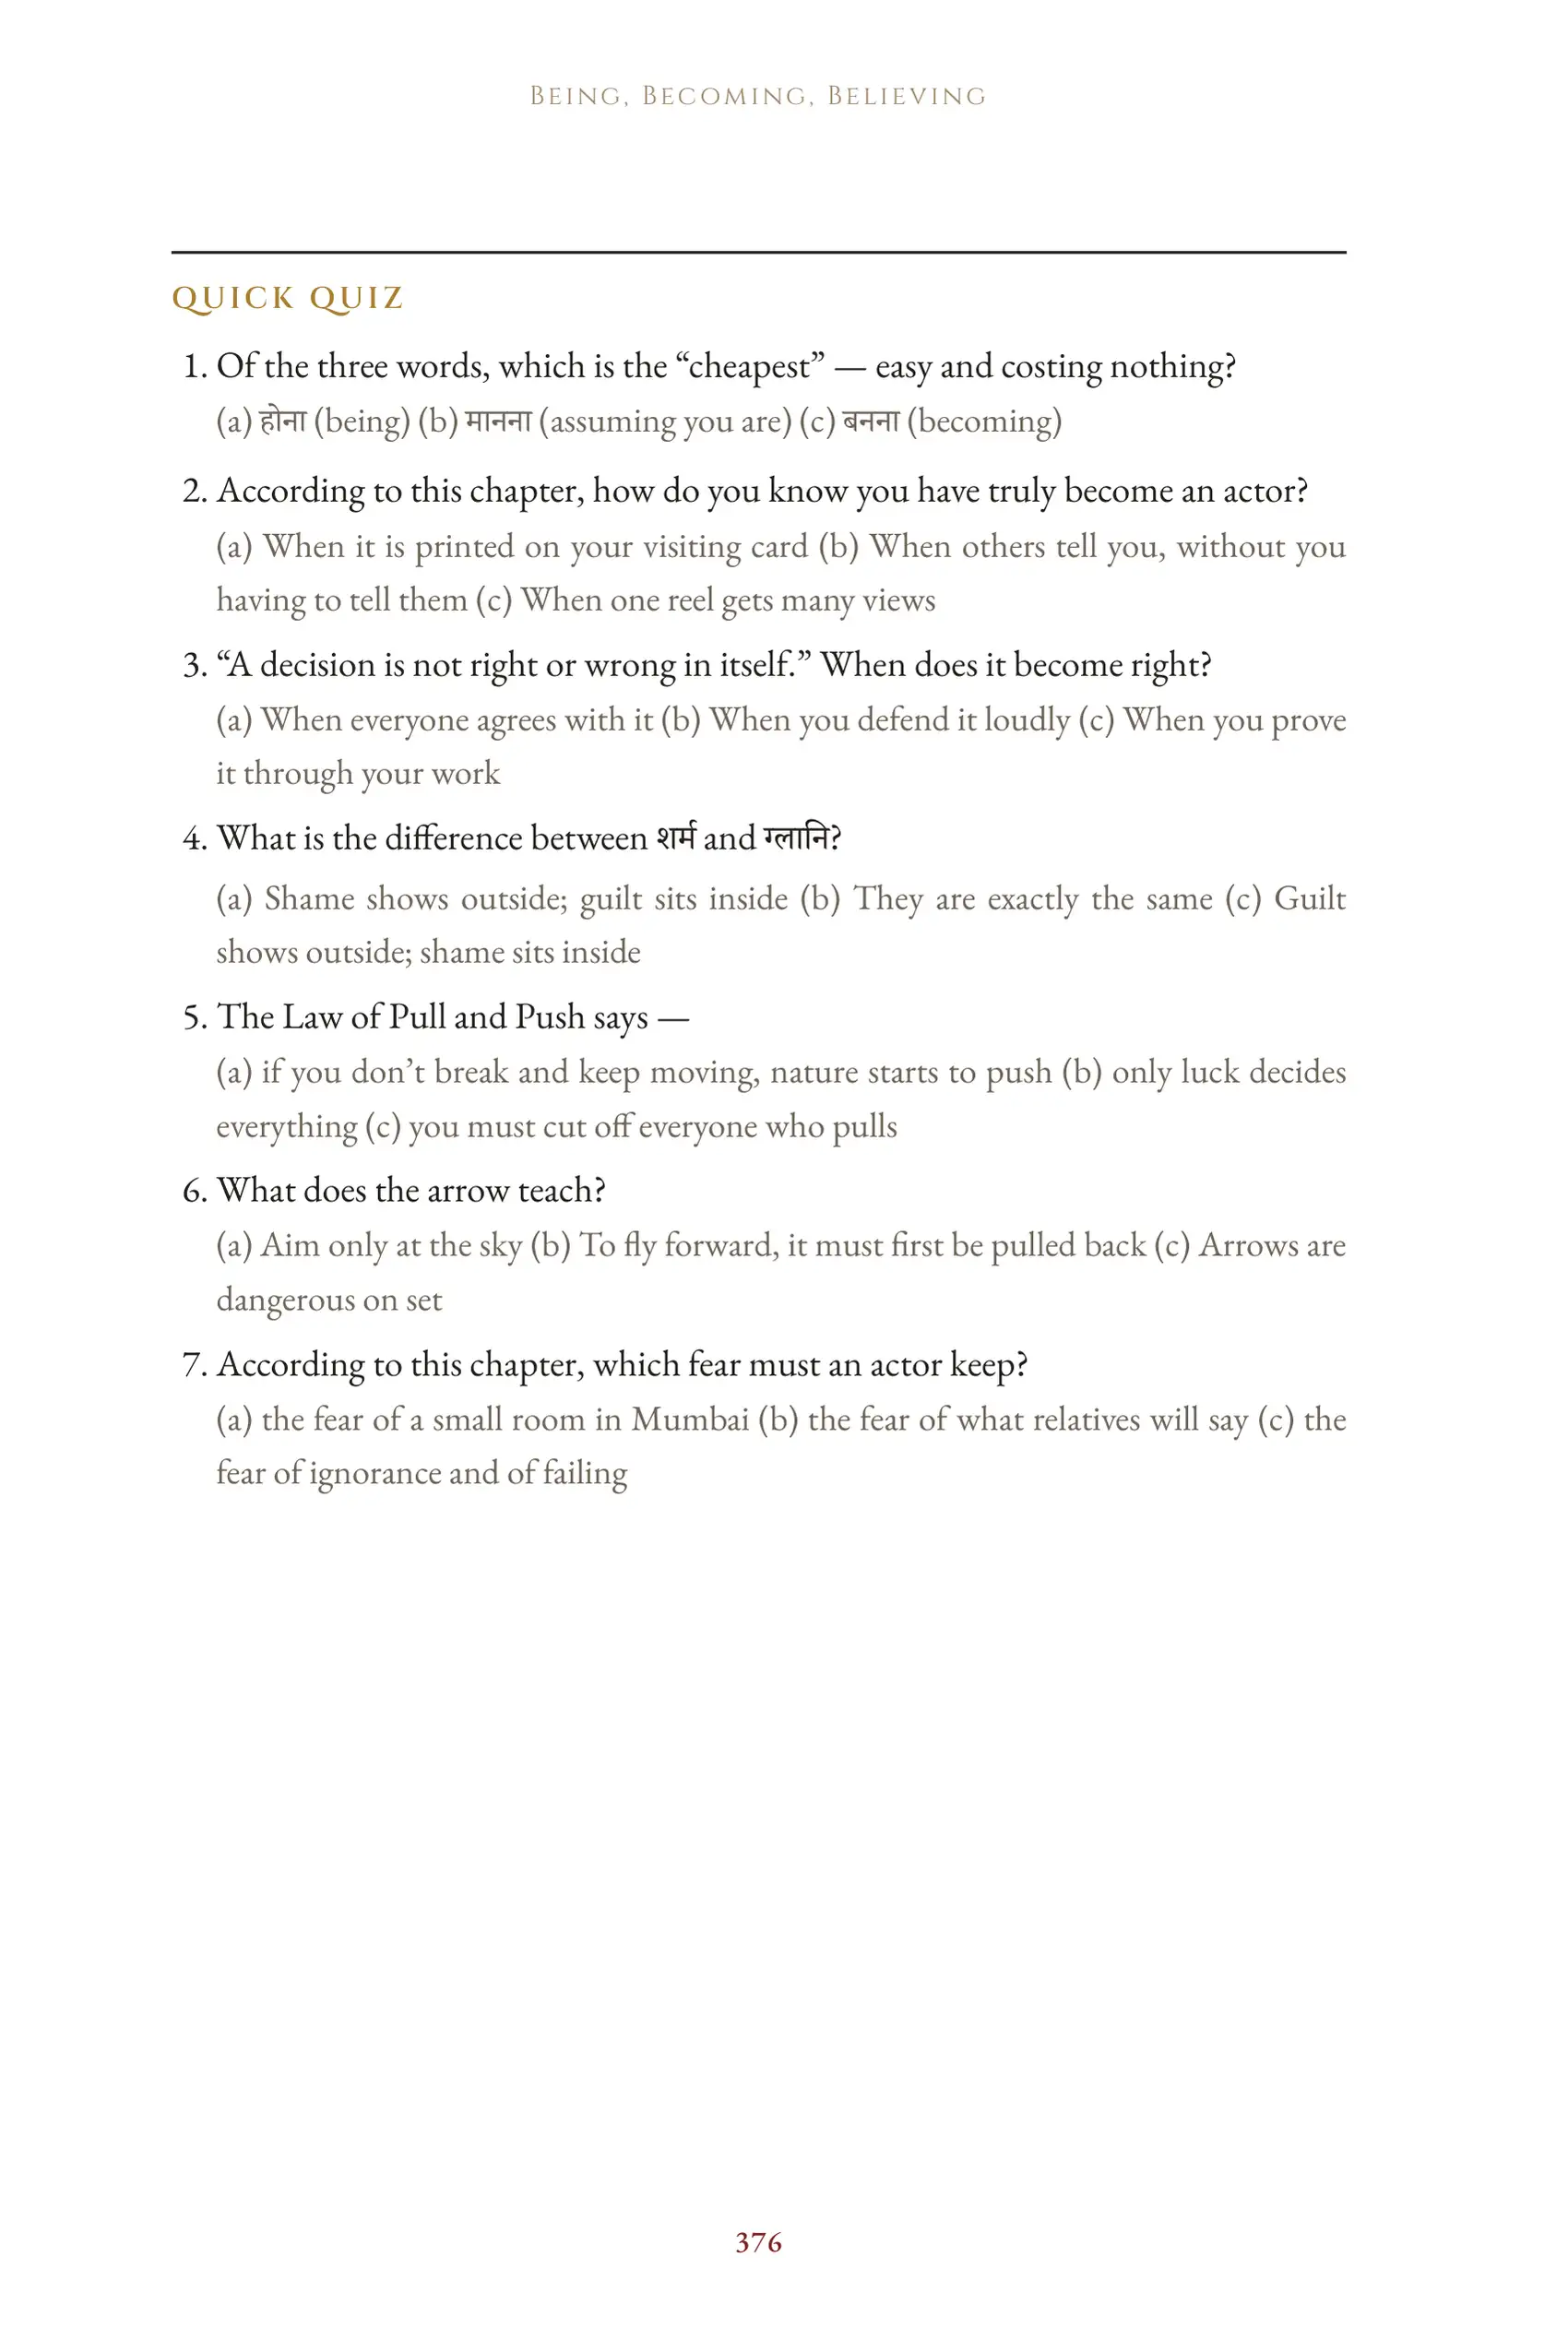 Being, Becoming, Believing
QUICK QUIZ
1. Of the three words, which is the “cheapest” — easy and costing nothing?
(a) होना (being) (b) मानना (assuming you are) (c) बनना (becoming)
2. According to this chapter, how do you know you have truly become an actor?
(a) When it is printed on your visiting card (b) When others tell you, without you
having to tell them (c) When one reel gets many views
3. “A decision is not right or wrong in itself.” When does it become right?
(a) When everyone agrees with it (b) When you defend it loudly (c) When you prove
it through your work
4. What is the difference between शर्म and ग्लानि?
(a) Shame shows outside; guilt sits inside (b) They are exactly the same (c) Guilt
shows outside; shame sits inside
5. The Law of Pull and Push says —
(a) if you don’t break and keep moving, nature starts to push (b) only luck decides
everything (c) you must cut off everyone who pulls
6. What does the arrow teach?
(a) Aim only at the sky (b) To fly forward, it must first be pulled back (c) Arrows are
dangerous on set
7. According to this chapter, which fear must an actor keep?
(a) the fear of a small room in Mumbai (b) the fear of what relatives will say (c) the
fear of ignorance and of failing
376